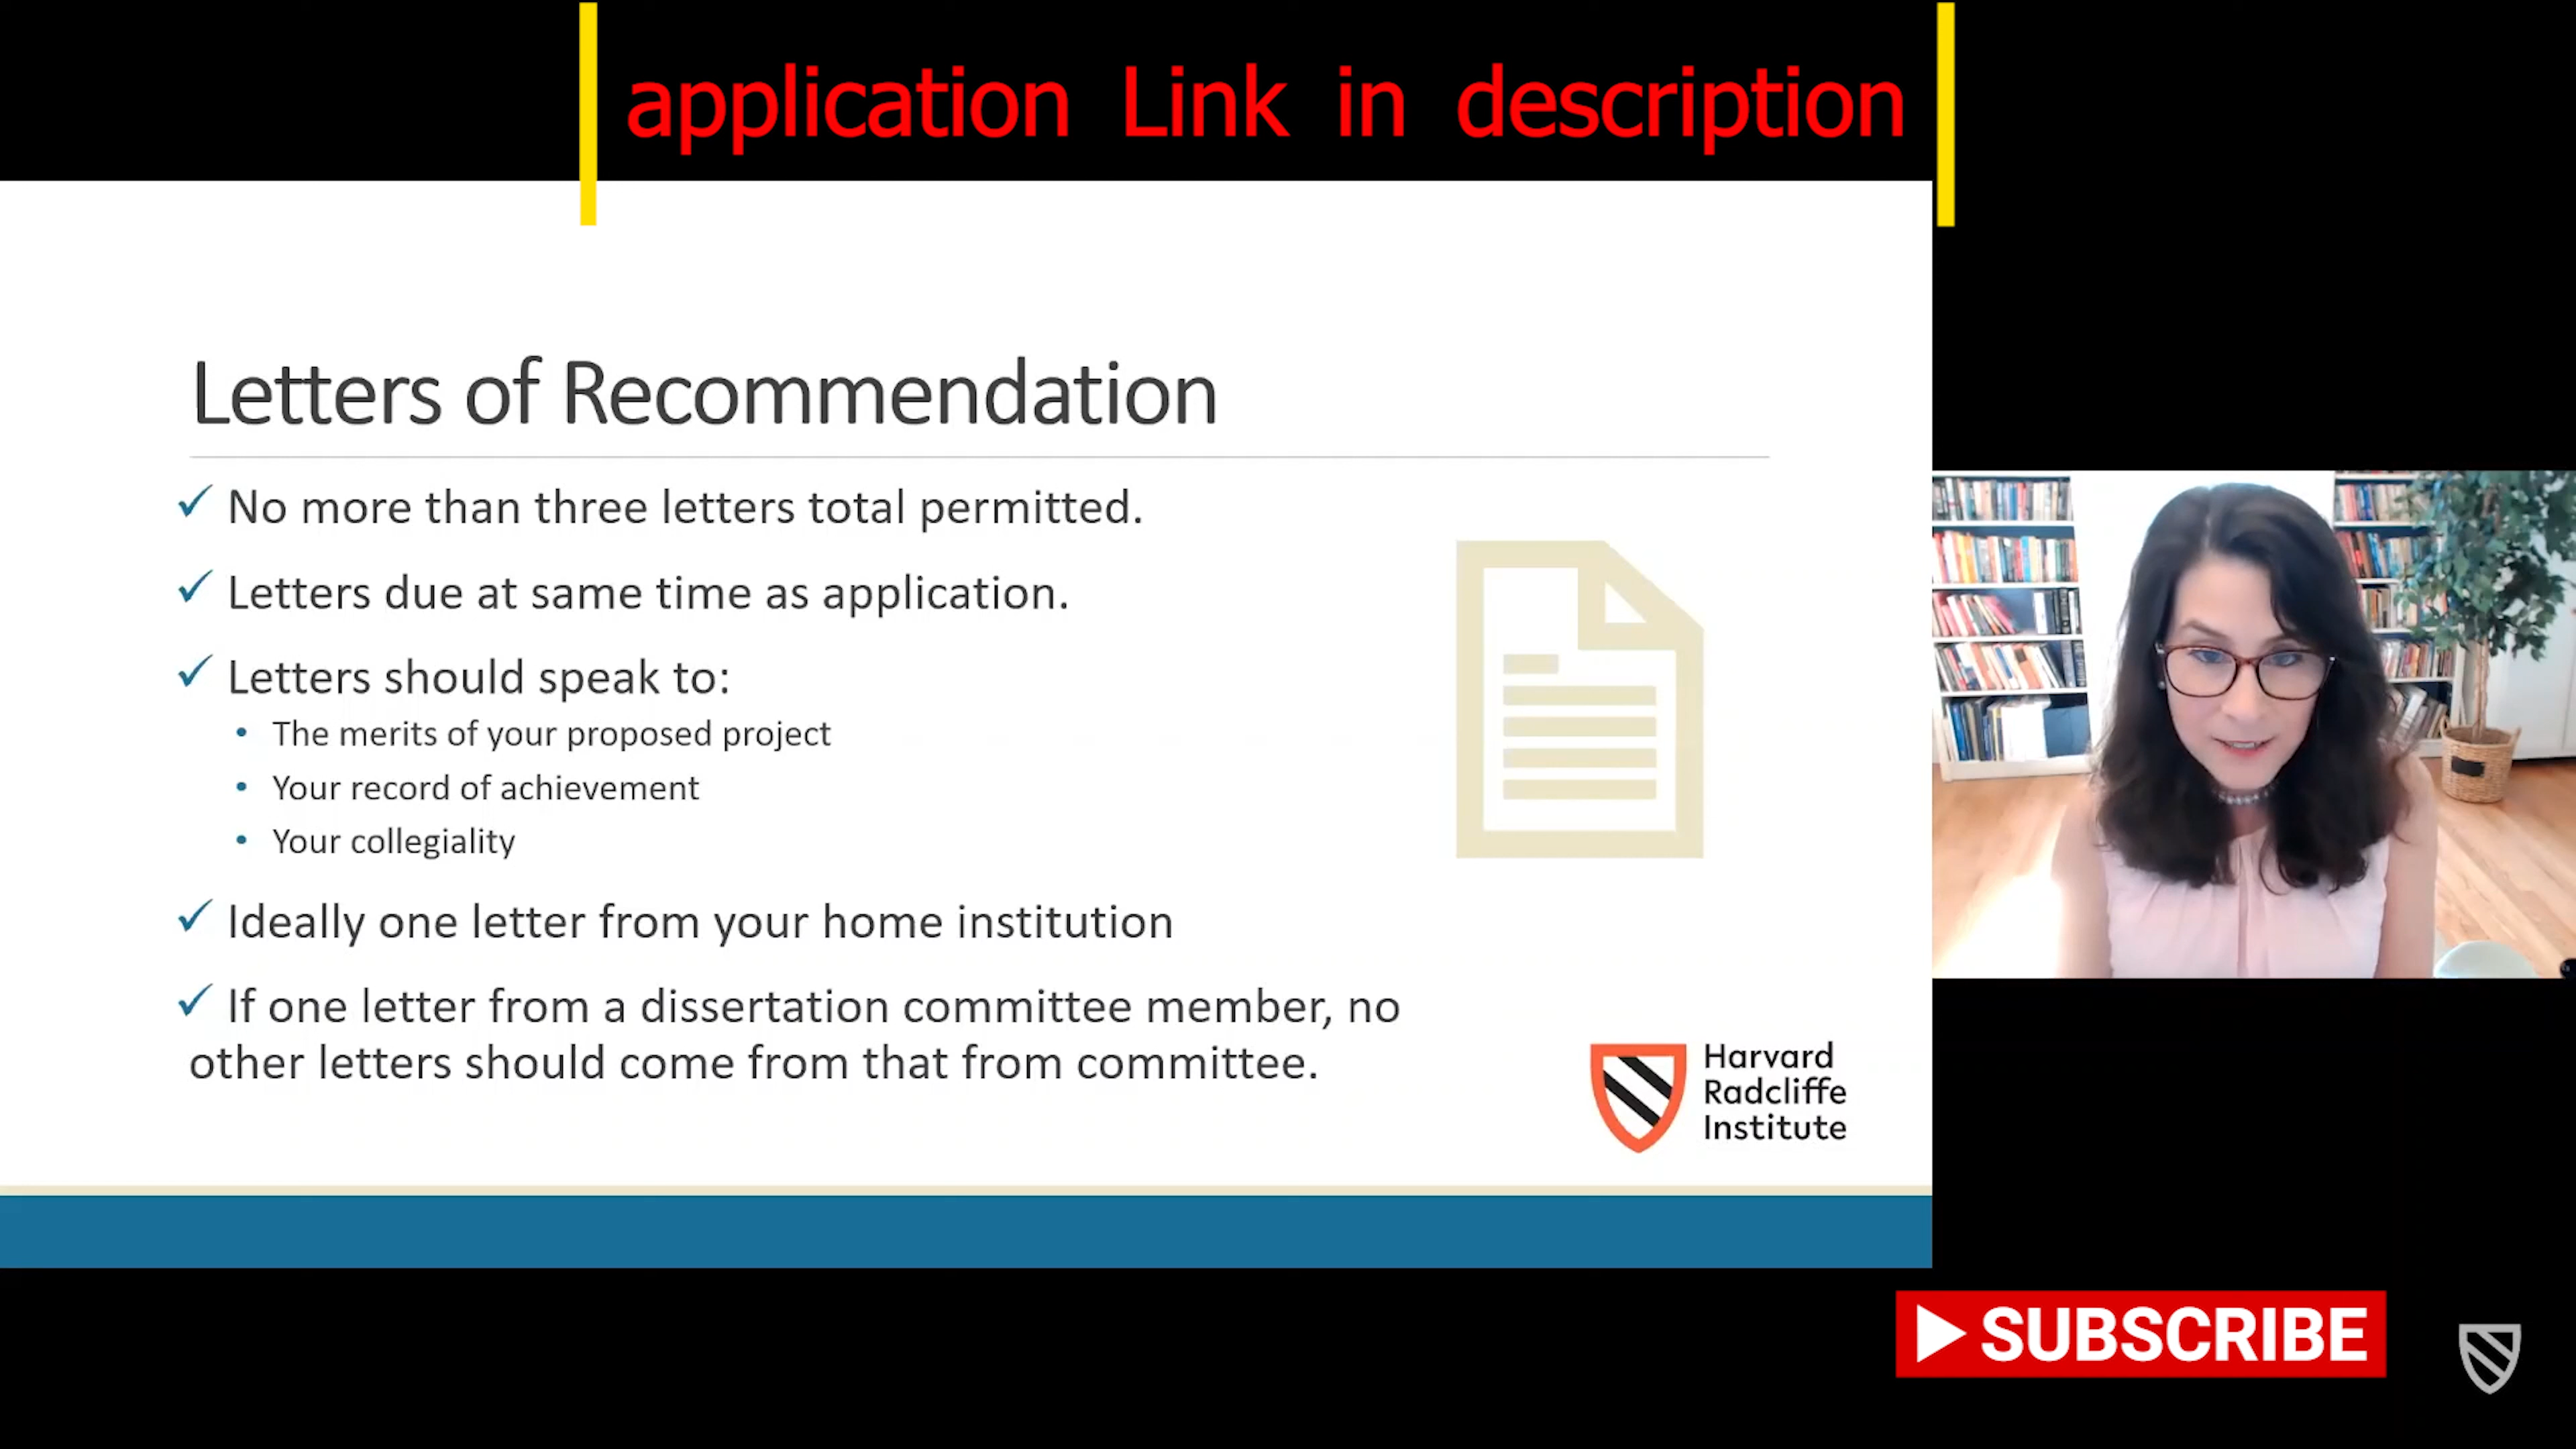 application Link in description
Letters of Recommendation
No more than three letters total permitted.
Letters due at same time as application.
Letters should speak to:
The merits of your proposed project
Your record of achievement
Your collegiality
Ideally one letter from your home institution
If one letter from a dissertation committee member, no
other letters should come from that from committee.
Harvard
Radcliffe
Institute
SUBSCRIBE